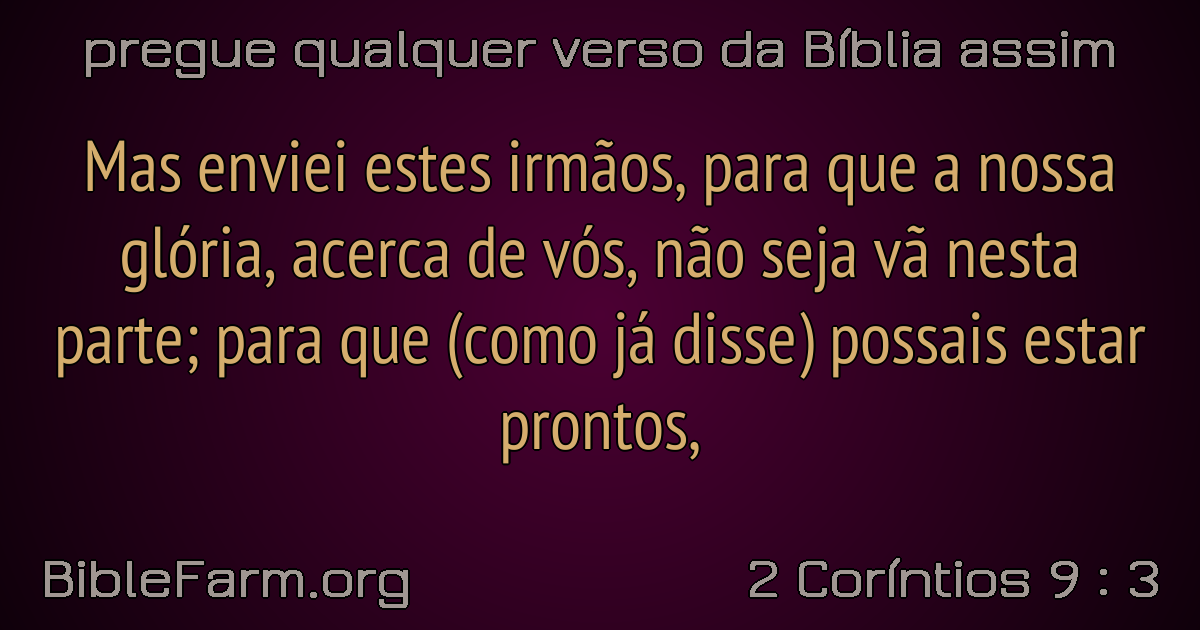 pregue qualquer verso da Bíblia assim
Mas enviei estes irmãos, para que a nossa
glória, acerca de vós, não seja vã nesta
parte; para que (como já disse) possais estar
prontos,
BibleFarm.org
2 Coríntios 9 : 3